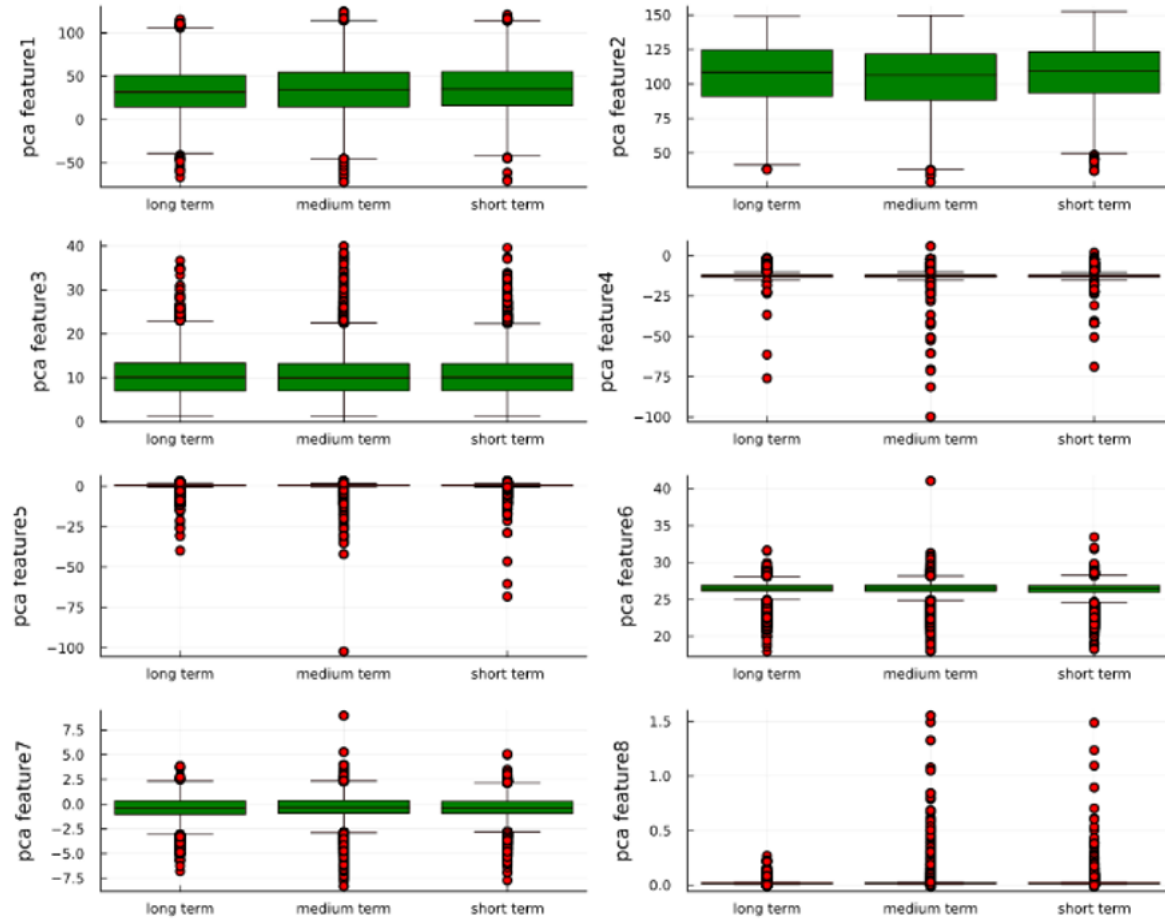 pca feature1
100
50
0
−50
long term medium term short term
pca feature2
150
125
100
75
50
long term medium term short term
pca feature3
40
30
20
10
0
long term medium term short term
pca feature4
0
−25
−50
−75
−100
long term medium term short term
pca feature5
0
−25
−50
−75
−100
long term medium term short term
pca feature6
40
35
30
25
20
long term medium term short term
pca feature7
7.5
5.0
2.5
0.0
−2.5
−5.0
−7.5
long term medium term short term
pca feature8
1.5
1.0
0.5
0.0
long term medium term short term